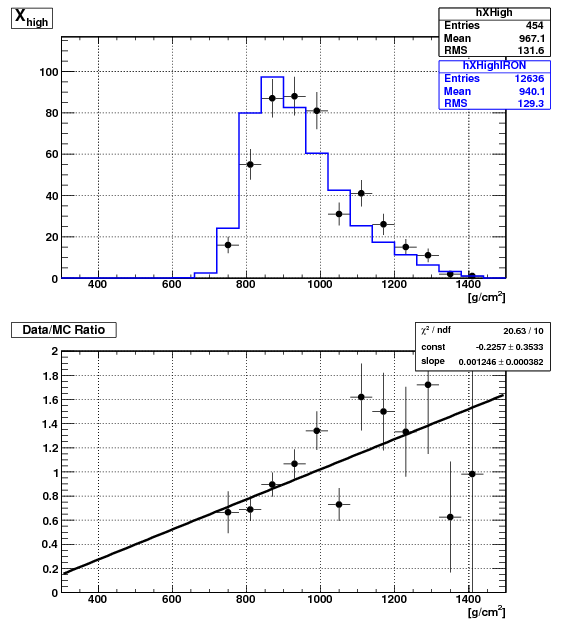 X high
hXHigh
Entries 454
Mean 967.1
RMS 131.6
hXHighIRON
Entries 12636
Mean 940.1
RMS 129.3
100
80
60
40
20
0
400 600 800 1000 1200 1400
[g/cm²]
Data/MC Ratio
χ² / ndf 20.63 / 10
const -0.2257 ± 0.3533
slope 0.001246 ± 0.000382
2
1.8
1.6
1.4
1.2
1
0.8
0.6
0.4
0.2
0
400 600 800 1000 1200 1400
[g/cm²]